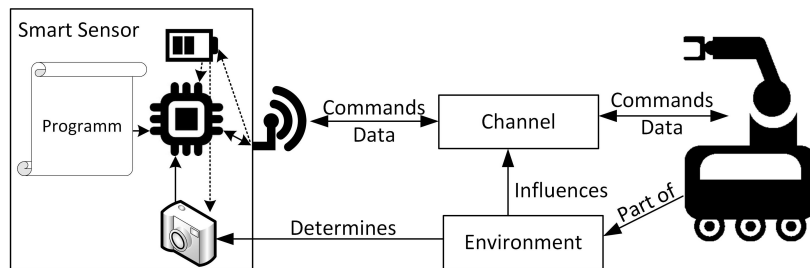 Smart Sensor
Programm
Commands
Data
Channel
Commands
Data
Influences
Part of
Determines
Environment